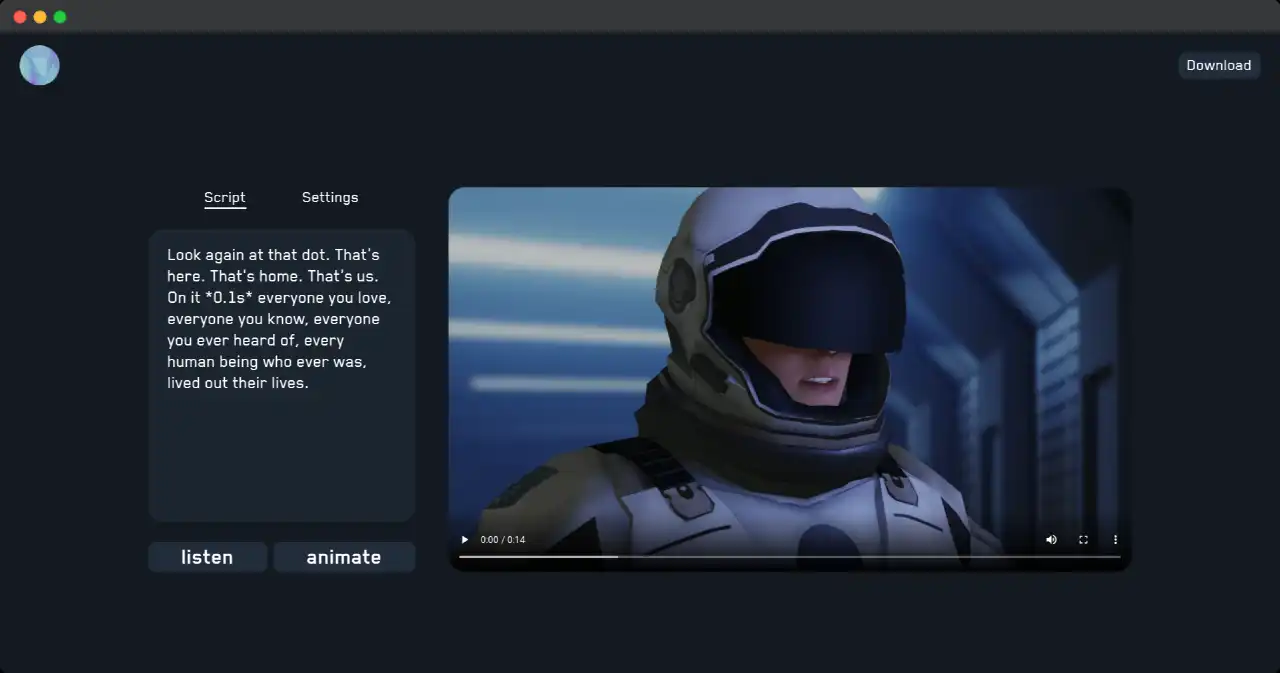 Download
Script
Settings
Look again at that dot. That's
here. That's home. That's us.
On it *0.1s* everyone you love,
everyone you know, everyone
you ever heard of, every
human being who ever was,
lived out their lives.
listen
animate
0:00 / 0:14